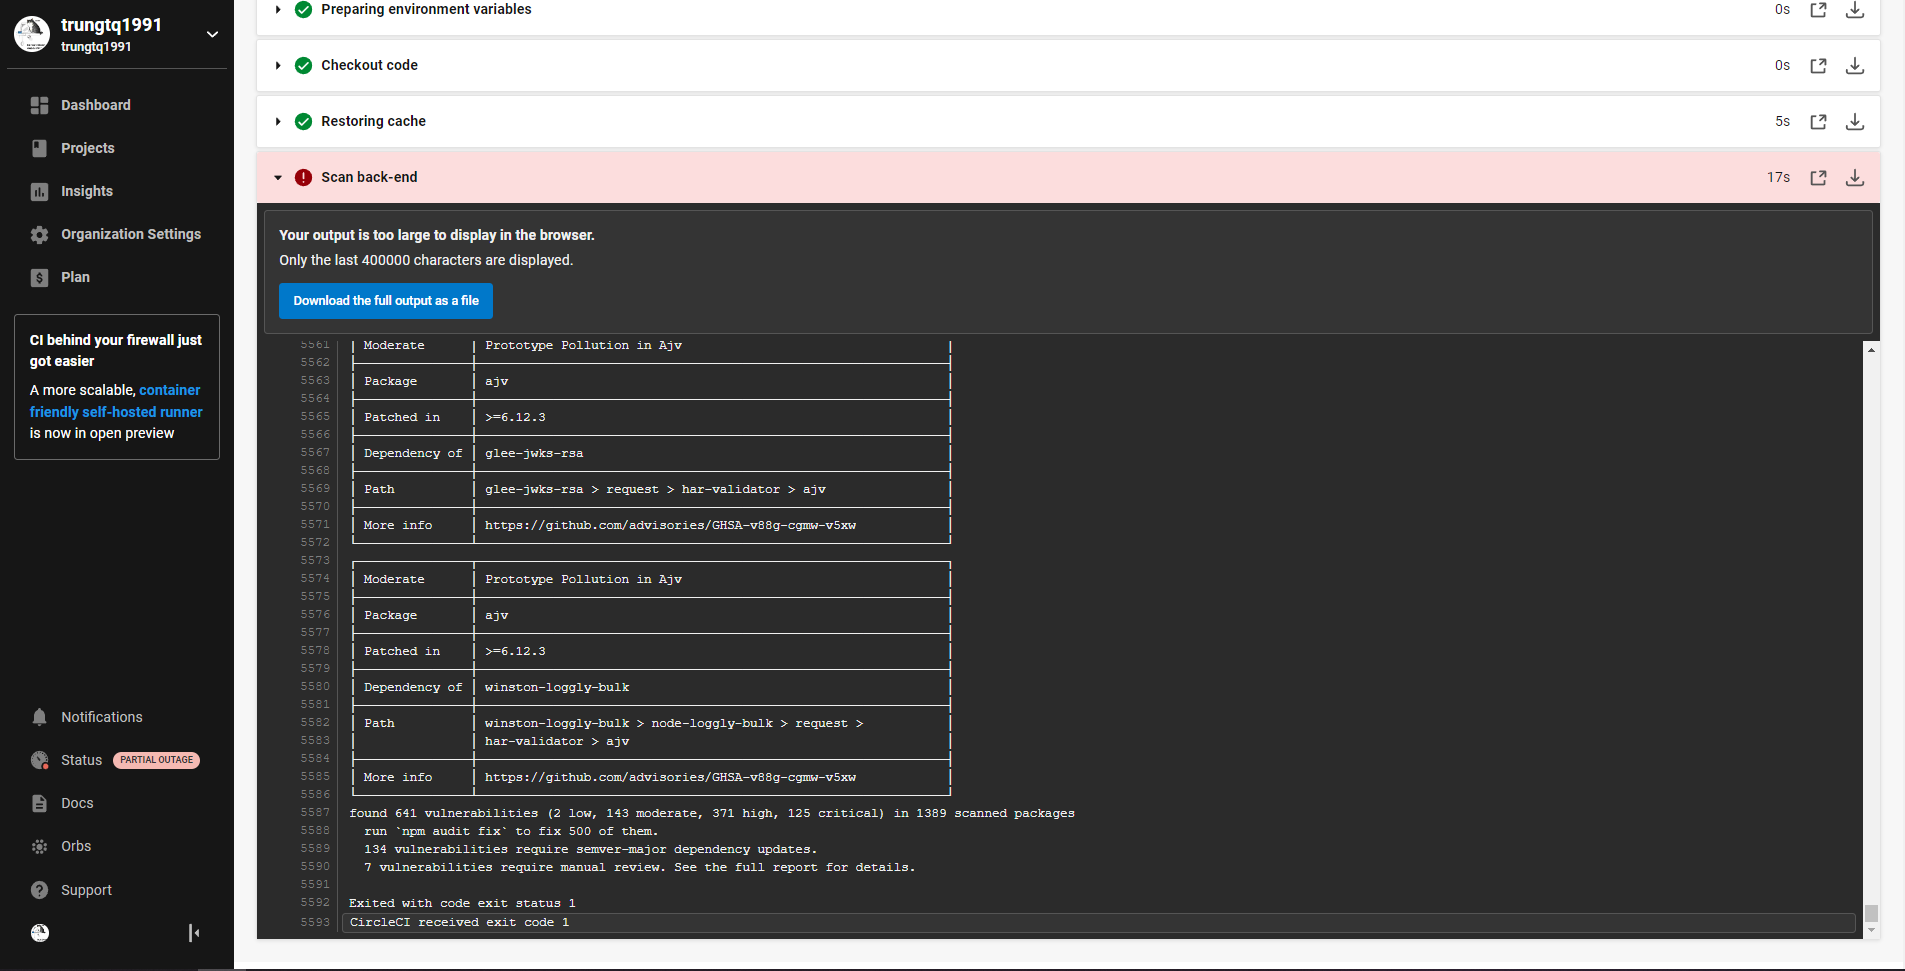 trungtq1991
trungtq1991
Dashboard
Projects
Insights
Organization Settings
Plan
CI behind your firewall just
got easier
A more scalable, container
friendly self-hosted runner
is now in open preview
Notifications
Status PARTIAL OUTAGE
Docs
Orbs
Support
Preparing environment variables 0s
Checkout code 0s
Restoring cache 5s
Scan back-end 17s
Your output is too large to display in the browser.
Only the last 400000 characters are displayed.
Download the full output as a file
5561 Moderate Prototype Pollution in Ajv
5562
5563 Package ajv
5564
5565 Patched in >=6.12.3
5566
5567 Dependency of glee-jwks-rsa
5568
5569 Path glee-jwks-rsa > request > har-validator > ajv
5570
5571 More info https://github.com/advisories/GHSA-v88g-cgmw-v5xw
5572
5573
5574 Moderate Prototype Pollution in Ajv
5575
5576 Package ajv
5577
5578 Patched in >=6.12.3
5579
5580 Dependency of winston-loggly-bulk
5581
5582 Path winston-loggly-bulk > node-loggly-bulk > request >
5583 har-validator > ajv
5584
5585 More info https://github.com/advisories/GHSA-v88g-cgmw-v5xw
5586
5587 found 641 vulnerabilities (2 low, 143 moderate, 371 high, 125 critical) in 1389 scanned packages
5588 run `npm audit fix` to fix 500 of them.
5589 134 vulnerabilities require semver-major dependency updates.
5590 7 vulnerabilities require manual review. See the full report for details.
5591
5592 Exited with code exit status 1
5593 CircleCI received exit code 1